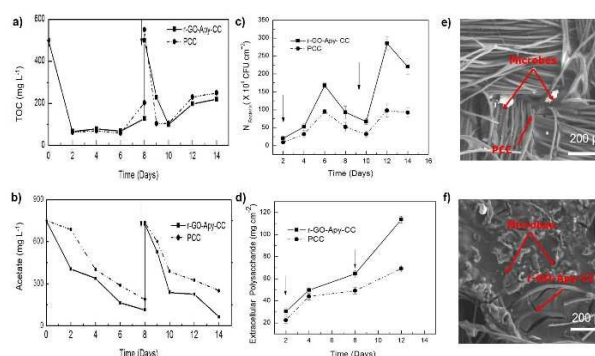 a)
TOC (mg L⁻¹)
600
400
200
0
r-GO-Apy-CC
PCC
0 2 4 6 8 10 12 14
Time (Days)
b)
Acetate (mg L⁻¹)
900
600
300
0
r-GO-Apy-CC
PCC
0 2 4 6 8 10 12 14
Time (Days)
c)
350
300
250
200
150
100
50
0
r-GO-Apy-CC
PCC
2 4 6 8 10 12 14 16
Time (Days)
d)
Extracellular Polysaccharide (mg cm⁻²)
120
100
80
60
40
20
0
r-GO-Apy-CC
PCC
2 4 6 8 10 12 14
Time (Days)
e)
Microbes
PCC
200
f)
Microbes
r-GO-Apy-CC
200